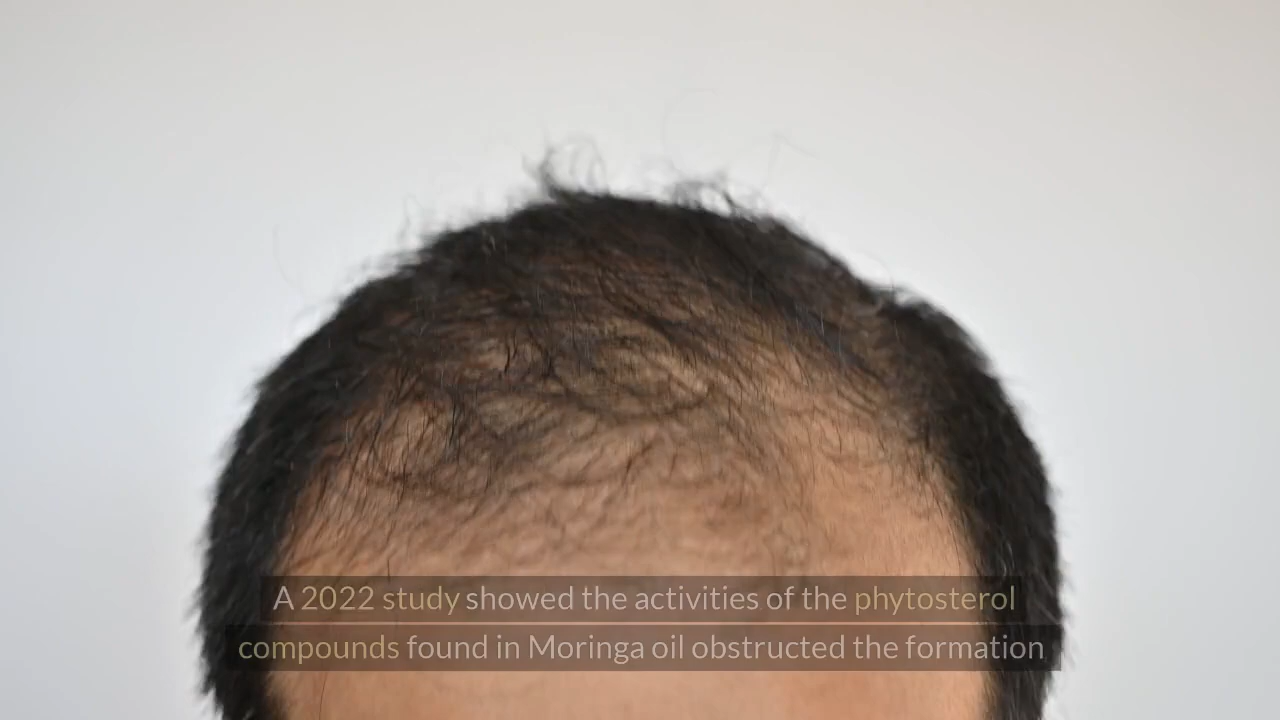 A 2022 study showed the activities of the phytosterol
compounds found in Moringa oil obstructed the formation